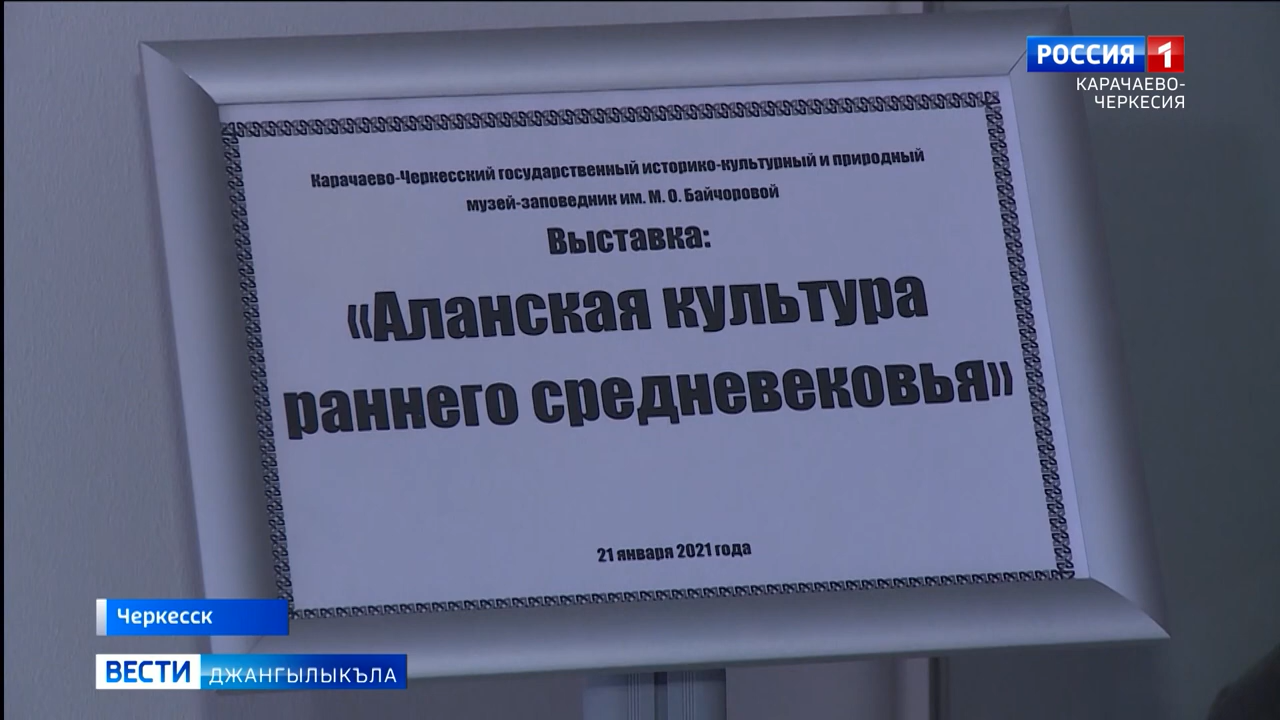 РОССИЯ 1
КАРАЧАЕВО-
ЧЕРКЕСИЯ
Карачаево-Черкесский государственный историко-культурный и природный
музей-заповедник им. М. О. Байчоровой
Выставка:
«Аланская культура
раннего средневековья»
21 января 2021 года
Черкесск
ВЕСТИ ДЖАНГЫЛЫКЪЛА